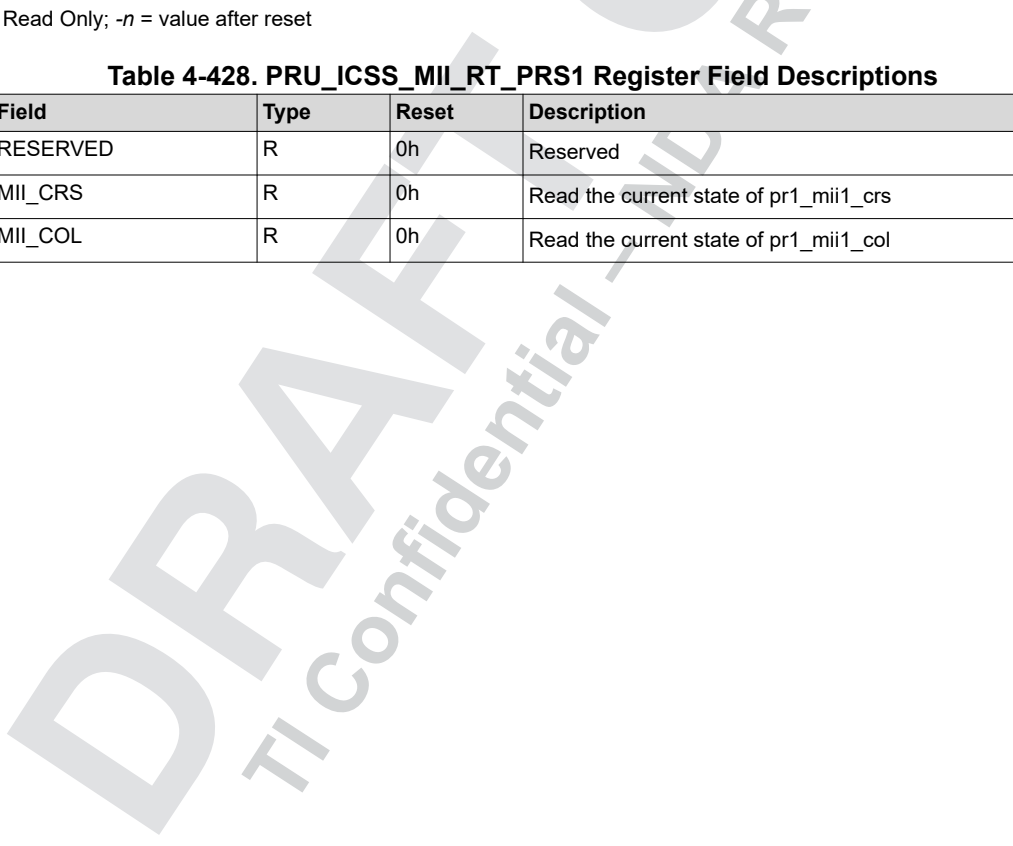 Read Only; -n = value after reset
Table 4-428. PRU_ICSS_MII_RT_PRS1 Register Field Descriptions
Field Type Reset Description
RESERVED R 0h Reserved
MII_CRS R 0h Read the current state of pr1_mii1_crs
MII_COL R 0h Read the current state of pr1_mii1_col
DRAFT
TI Confidential – NDA R